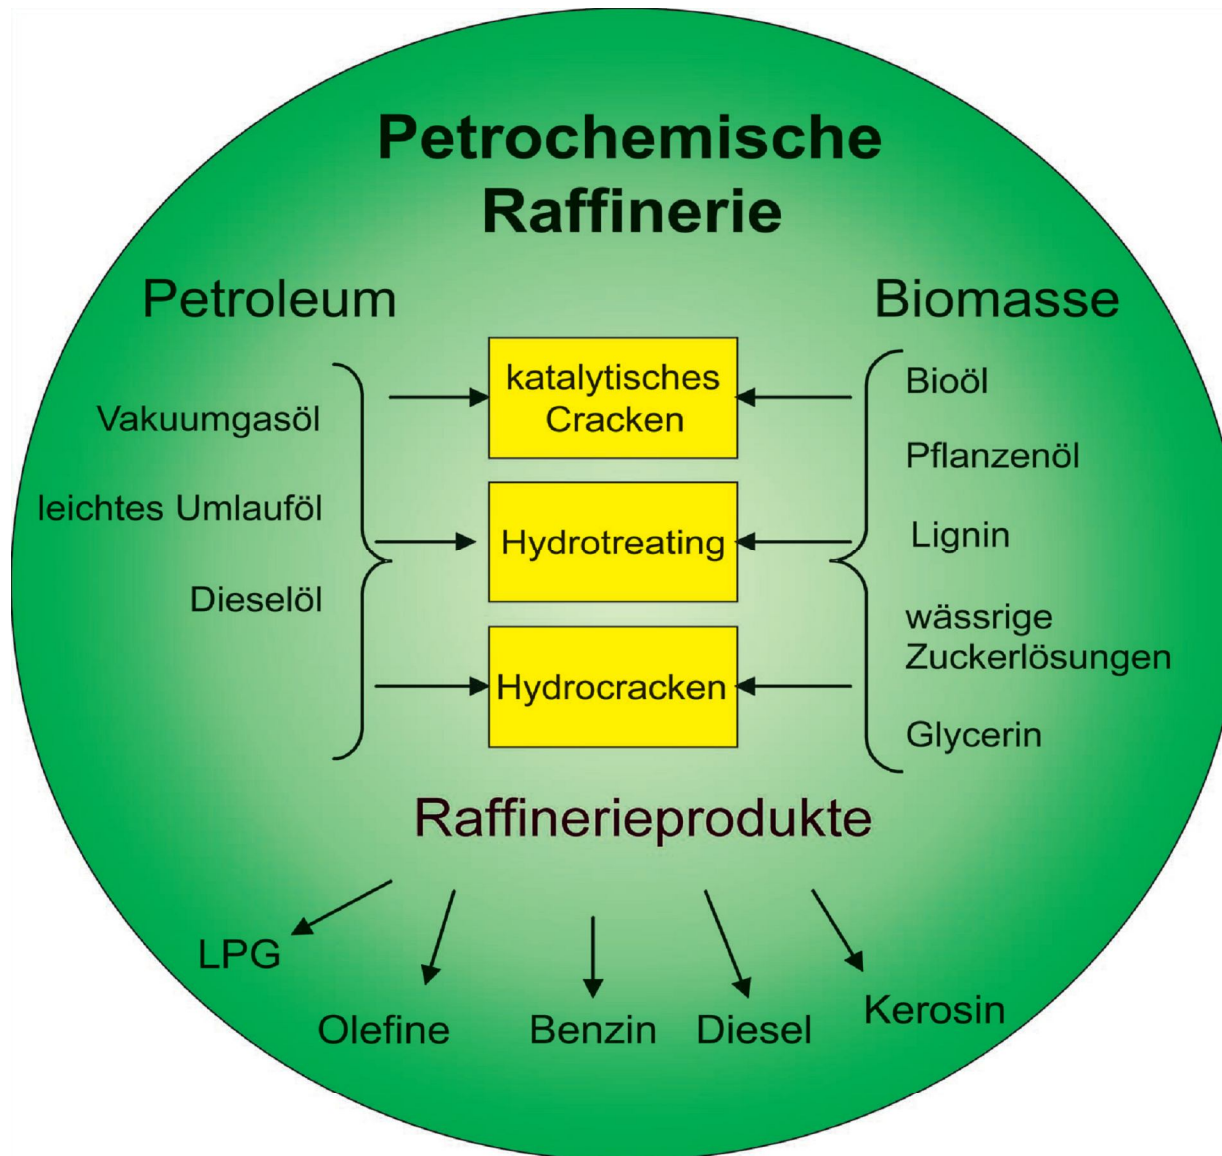 Petrochemische
Raffinerie
Petroleum
Biomasse
Vakuumgasöl
leichtes Umlauföl
Dieselöl
katalytisches
Cracken
Hydrotreating
Hydrocracken
Bioöl
Pflanzenöl
Lignin
wässrige
Zuckerlösungen
Glycerin
Raffinerieprodukte
LPG
Olefine
Benzin
Diesel
Kerosin